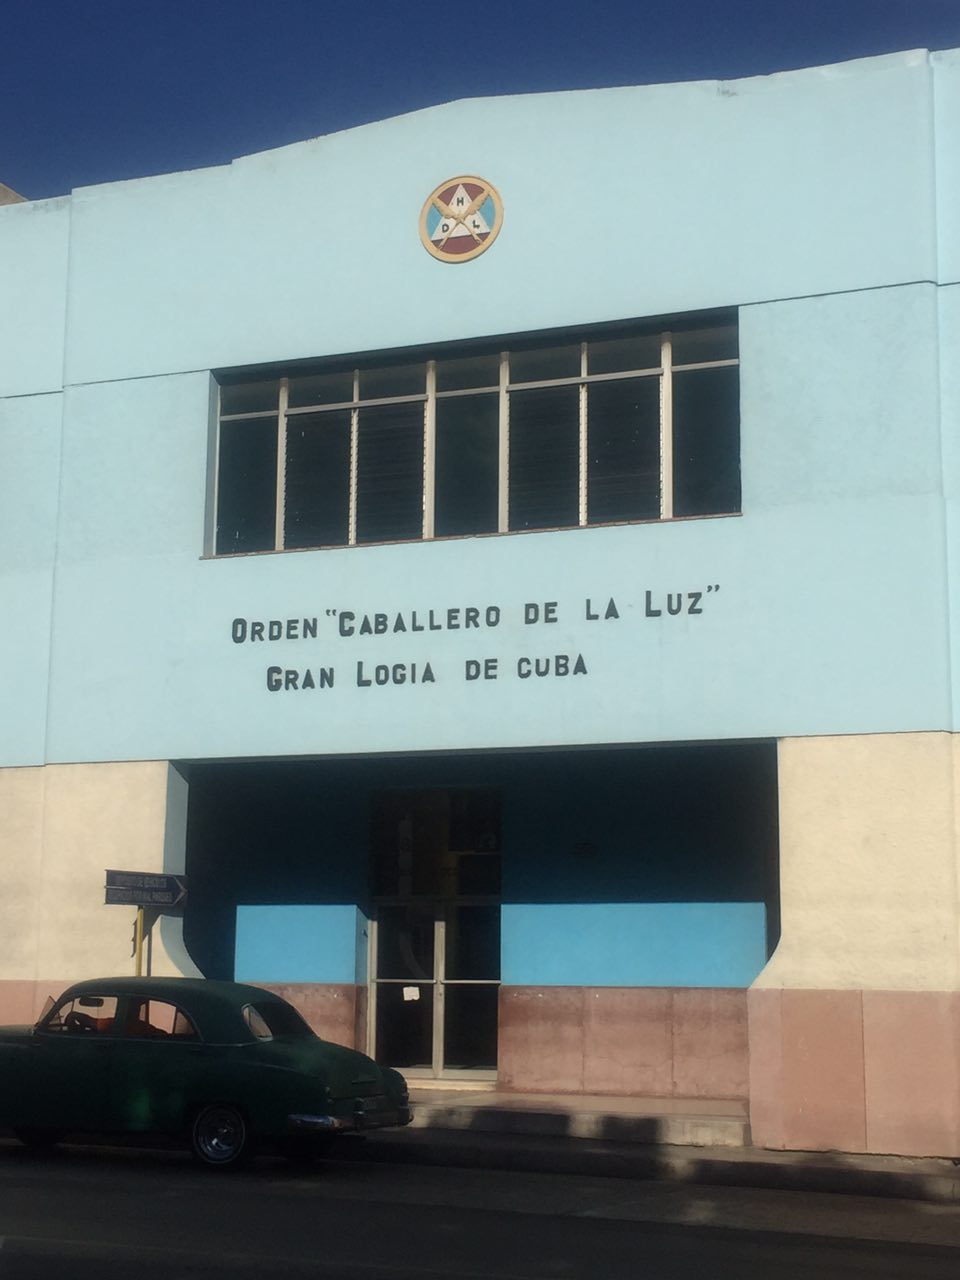 H
D L
ORDEN "CABALLERO DE LA LUZ"
GRAN LOGIA DE CUBA